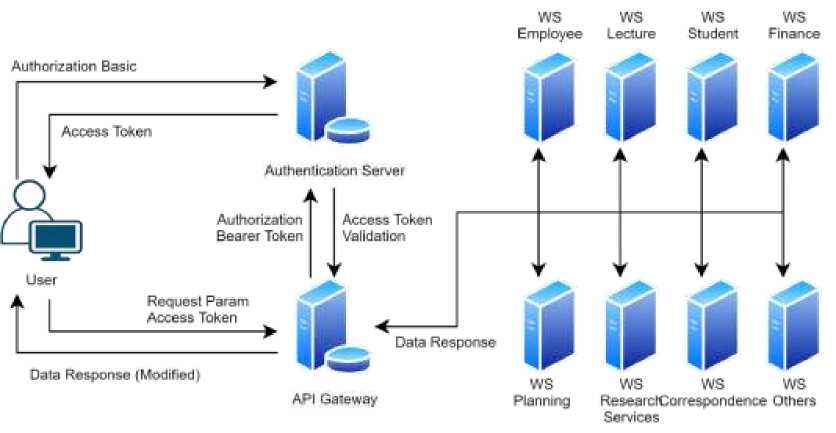 WS
Employee
WS
Lecture
WS
Student
WS
Finance
Authorization Basic
Access Token
Authentication Server
Authorization
Bearer Token
Access Token
Validation
User
Request Param
Access Token
Data Response
Data Response (Modified)
API Gateway
WS
Planning
WS
Research
Services
WS
Correspondence
WS
Others